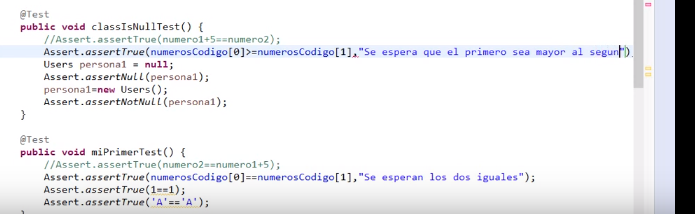 @Test
public void classIsNullTest() {
//Assert.assertTrue(numero1+5==numero2);
Assert.assertTrue(numerosCodigo[0]>=numerosCodigo[1],"Se espera que el primero sea mayor al segun")
Users persona1 = null;
Assert.assertNull(persona1);
persona1=new Users();
Assert.assertNotNull(persona1);
}
@Test
public void miPrimerTest() {
//Assert.assertTrue(numero2==numero1+5);
Assert.assertTrue(numerosCodigo[0]==numerosCodigo[1],"Se esperan los dos iguales");
Assert.assertTrue(1==1);
Assert.assertTrue('A'=='A');